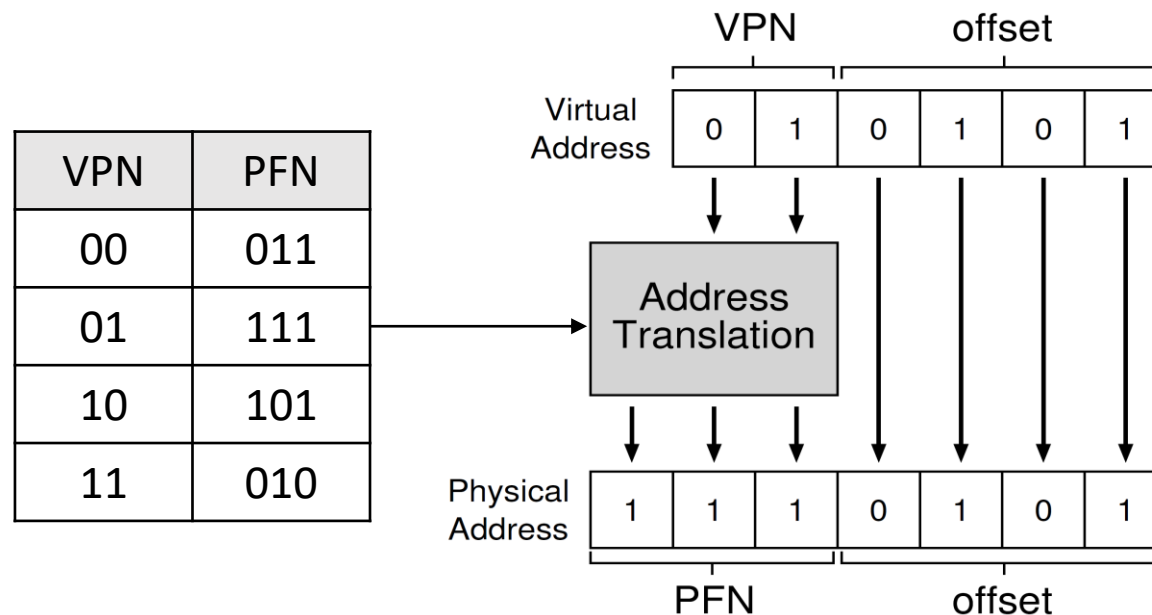 VPN PFN
00 011
01 111
10 101
11 010
VPN offset
Virtual
Address
0 1 0 1 0 1
Address
Translation
Physical
Address
1 1 1 0 1 0 1
PFN offset